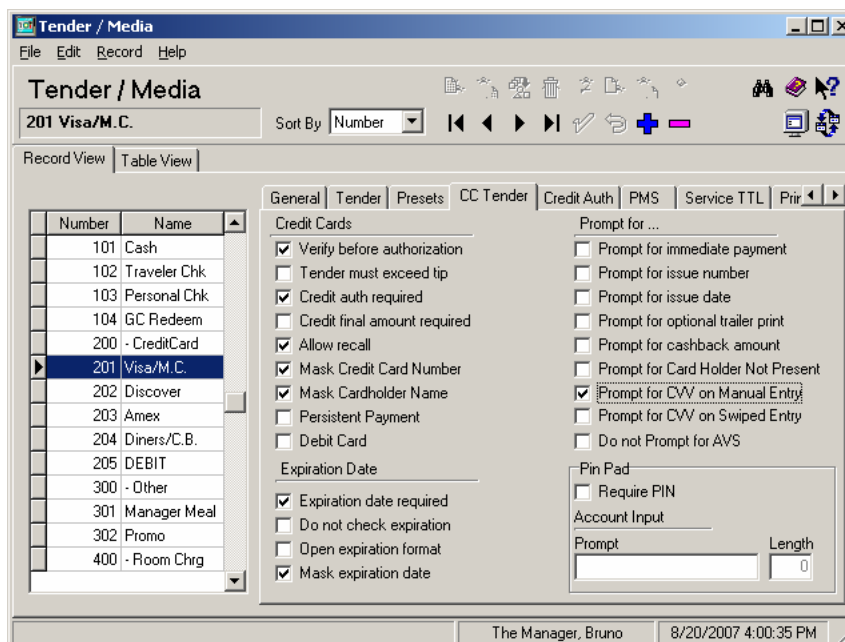 Tender / Media
File Edit Record Help
Tender / Media
201 Visa/M.C.
Sort By Number
Record View Table View
General Tender Presets CC Tender Credit Auth PMS Service TTL Prin
Number Name
101 Cash
102 Traveler Chk
103 Personal Chk
104 GC Redeem
200 - CreditCard
201 Visa/M.C.
202 Discover
203 Amex
204 Diners/C.B.
205 DEBIT
300 - Other
301 Manager Meal
302 Promo
400 - Room Chrg
Credit Cards
Verify before authorization
Tender must exceed tip
Credit auth required
Credit final amount required
Allow recall
Mask Credit Card Number
Mask Cardholder Name
Persistent Payment
Debit Card
Expiration Date
Expiration date required
Do not check expiration
Open expiration format
Mask expiration date
Prompt for ...
Prompt for immediate payment
Prompt for issue number
Prompt for issue date
Prompt for optional trailer print
Prompt for cashback amount
Prompt for Card Holder Not Present
Prompt for CVV on Manual Entry
Prompt for CVV on Swiped Entry
Do not Prompt for AVS
Pin Pad
Require PIN
Account Input
Prompt Length
0
The Manager, Bruno 8/20/2007 4:00:35 PM